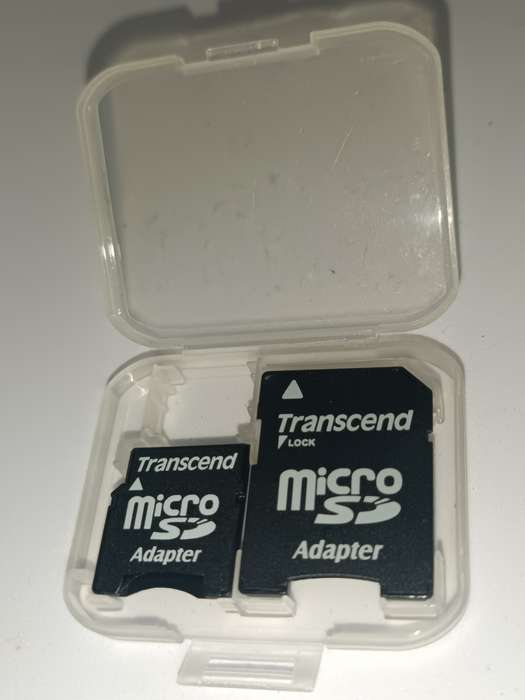 Transcend
micro
SD
Adapter
Transcend
LOCK
micro
SD
Adapter